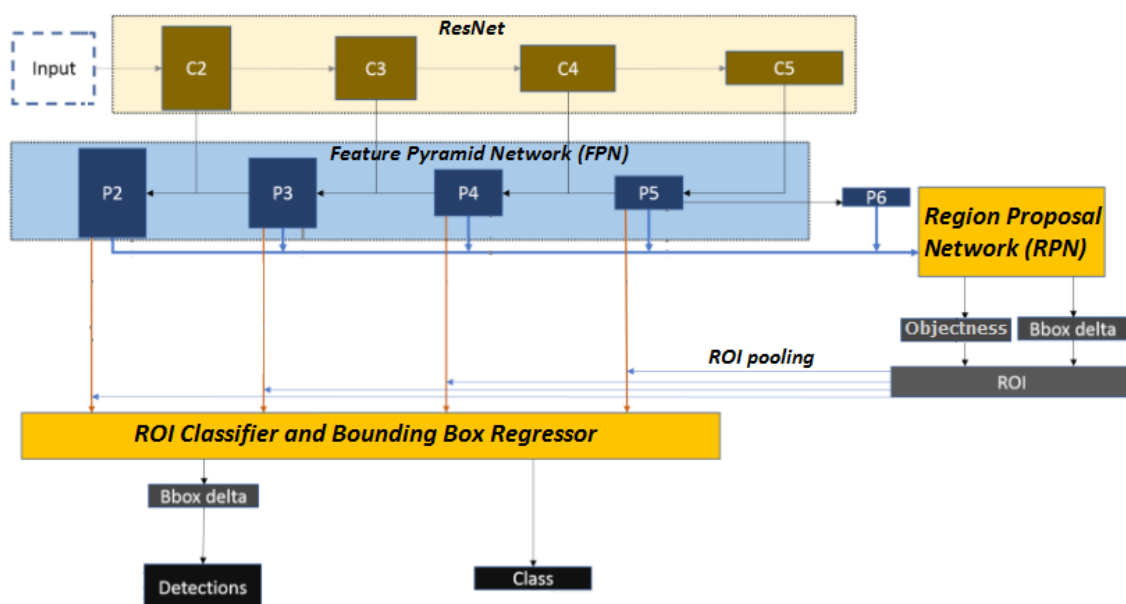 ResNet
Input
C2
C3
C4
C5
Feature Pyramid Network (FPN)
P2
P3
P4
P5
P6
Region Proposal
Network (RPN)
Objectness
Bbox delta
ROI pooling
ROI
ROI Classifier and Bounding Box Regressor
Bbox delta
Detections
Class